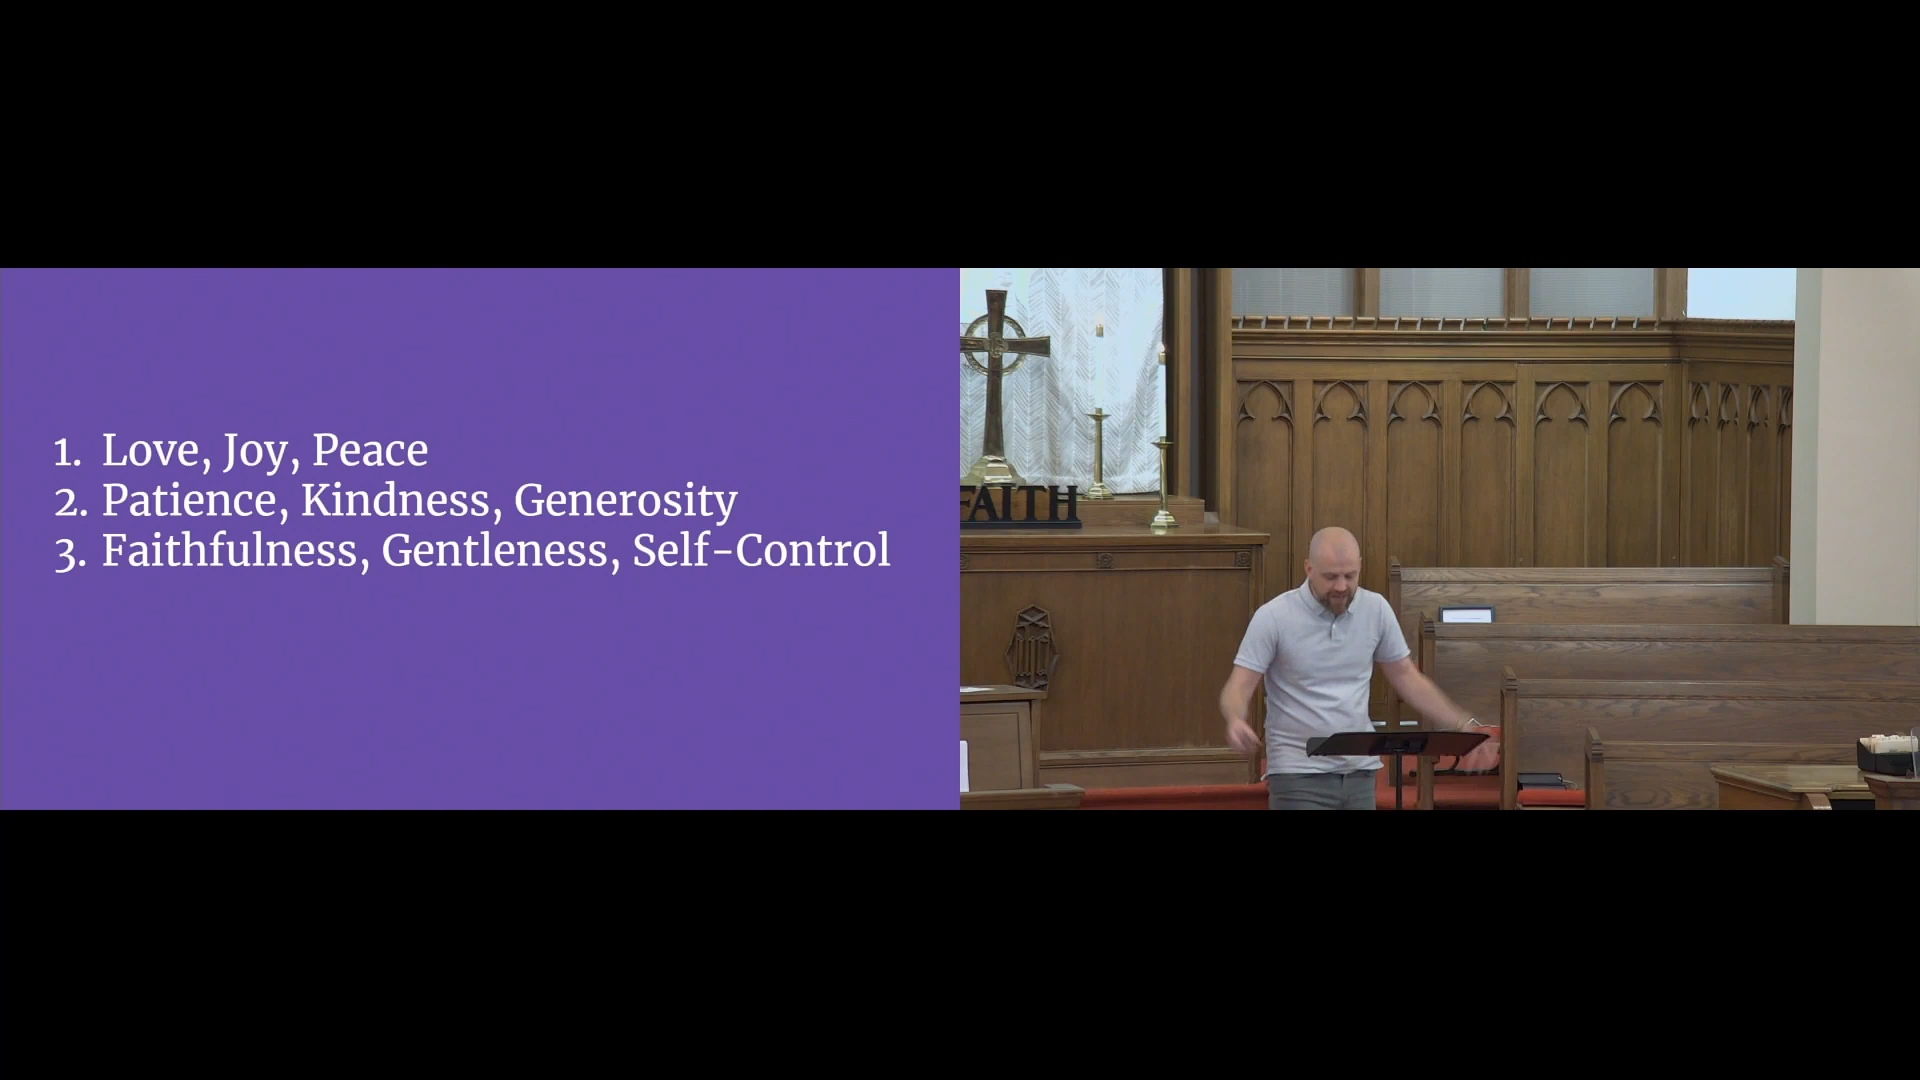 1. Love, Joy, Peace
2. Patience, Kindness, Generosity
3. Faithfulness, Gentleness, Self-Control
FAITH